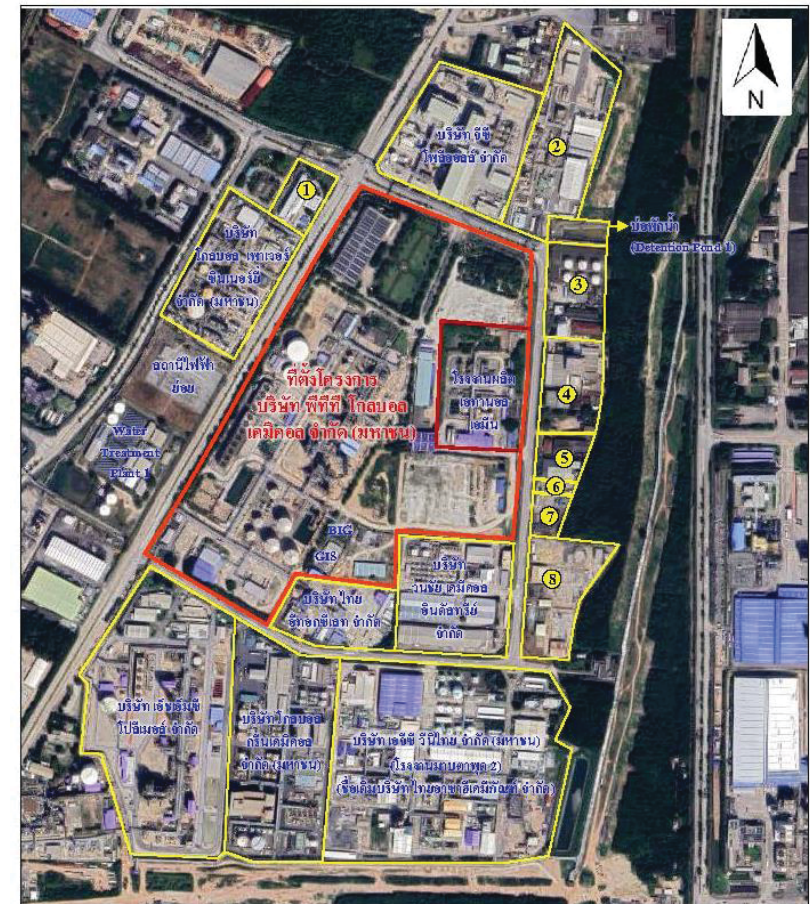 N
บริษัท จีซี
โพลีออลส์ จำกัด
2
1
บ่อพักน้ำ
(Detention Pond 1)
บริษัท
โกลบอล เพาเวอร์
ซินเนอร์ยี่
จำกัด (มหาชน)
3
สถานีไฟฟ้า
ย่อย
ที่ตั้งโครงการ
บริษัท พีทีที โกลบอล
เคมิคอล จำกัด (มหาชน)
โรงงานผลิต
เอทานอล
เอมีน
4
Water
Treatment
Plant 1
5
6
7
BIG
GIS
8
บริษัท
วนชัย เคมิคอล
อินดัสทรีย์
จำกัด
บริษัท ไทย
อีทอกซีเลท จำกัด
บริษัท เอชเอ็มซี
โปลีเมอส์ จำกัด
บริษัท โกลบอล
กรีนเคมิคอล
จำกัด (มหาชน)
บริษัท เอจีซี วีนิไทย จำกัด (มหาชน)
(โรงงานมาบตาพุด 2)
(ชื่อเดิมบริษัท ไทยอาซาฮีเคมีภัณฑ์ จำกัด)